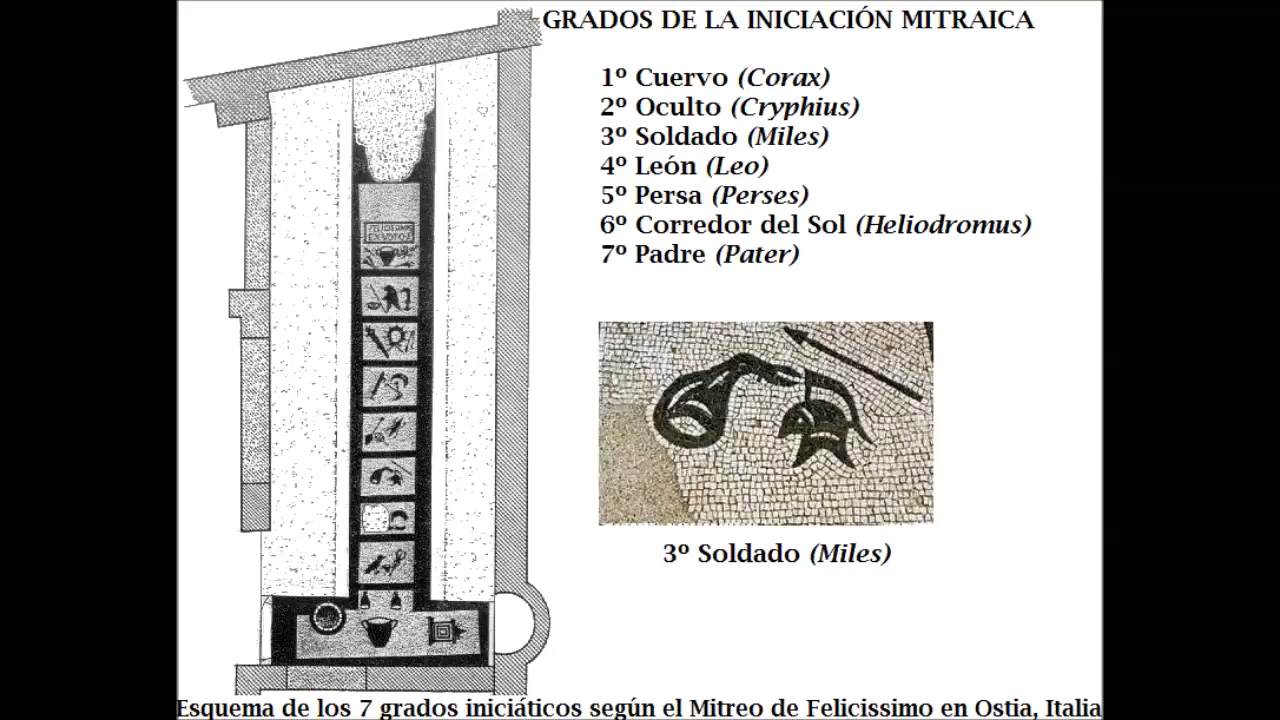 GRADOS DE LA INICIACIÓN MITRAICA
1º Cuervo (Corax)
2º Oculto (Cryphius)
3º Soldado (Miles)
4º León (Leo)
5º Persa (Perses)
6º Corredor del Sol (Heliodromus)
7º Padre (Pater)
3º Soldado (Miles)
Esquema de los 7 grados iniciáticos según el Mitreo de Felicissimo en Ostia, Italia